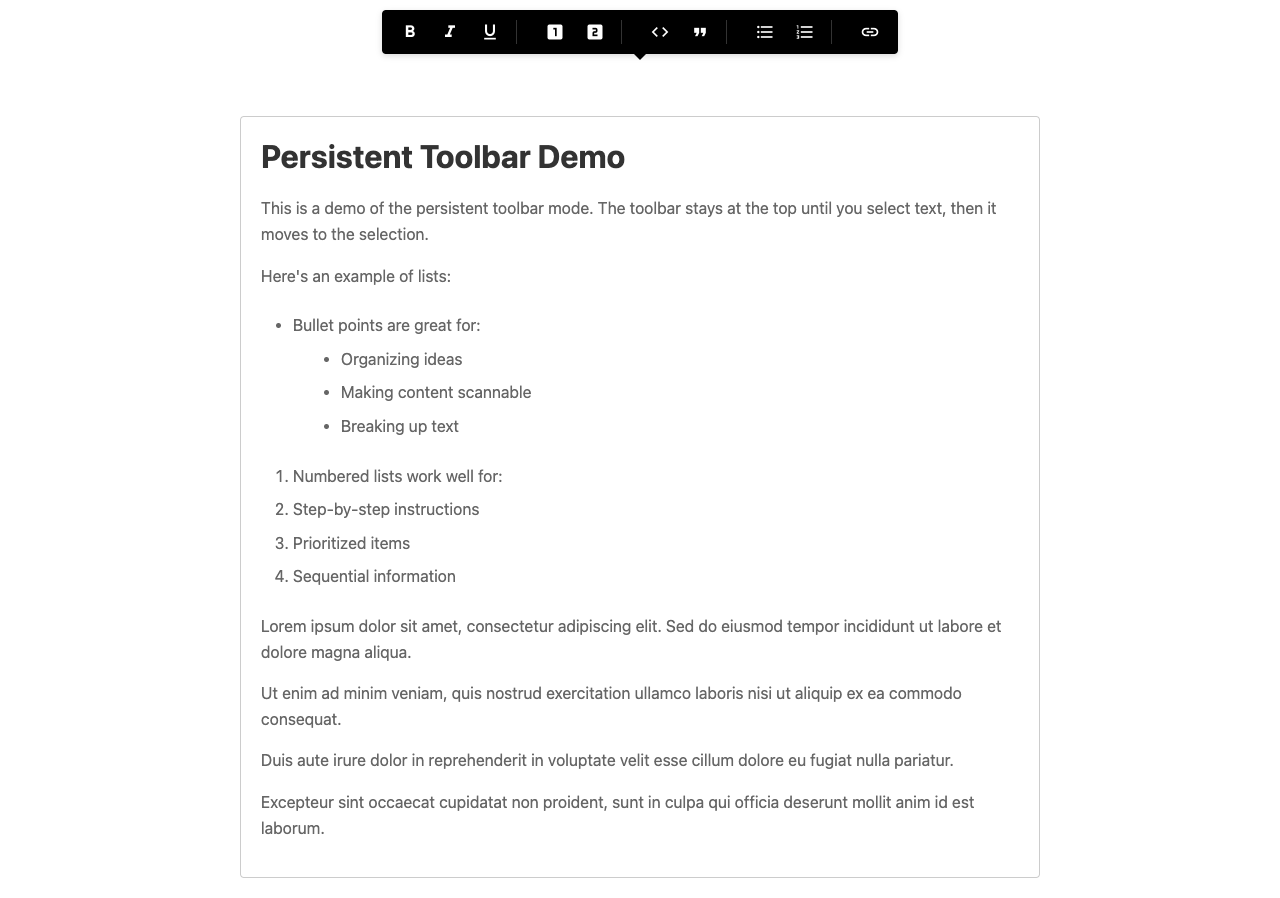 B I U 1 2
Persistent Toolbar Demo
This is a demo of the persistent toolbar mode. The toolbar stays at the top until you select text, then it
moves to the selection.
Here's an example of lists:
• Bullet points are great for:
• Organizing ideas
• Making content scannable
• Breaking up text
1. Numbered lists work well for:
2. Step-by-step instructions
3. Prioritized items
4. Sequential information
Lorem ipsum dolor sit amet, consectetur adipiscing elit. Sed do eiusmod tempor incididunt ut labore et
dolore magna aliqua.
Ut enim ad minim veniam, quis nostrud exercitation ullamco laboris nisi ut aliquip ex ea commodo
consequat.
Duis aute irure dolor in reprehenderit in voluptate velit esse cillum dolore eu fugiat nulla pariatur.
Excepteur sint occaecat cupidatat non proident, sunt in culpa qui officia deserunt mollit anim id est
laborum.